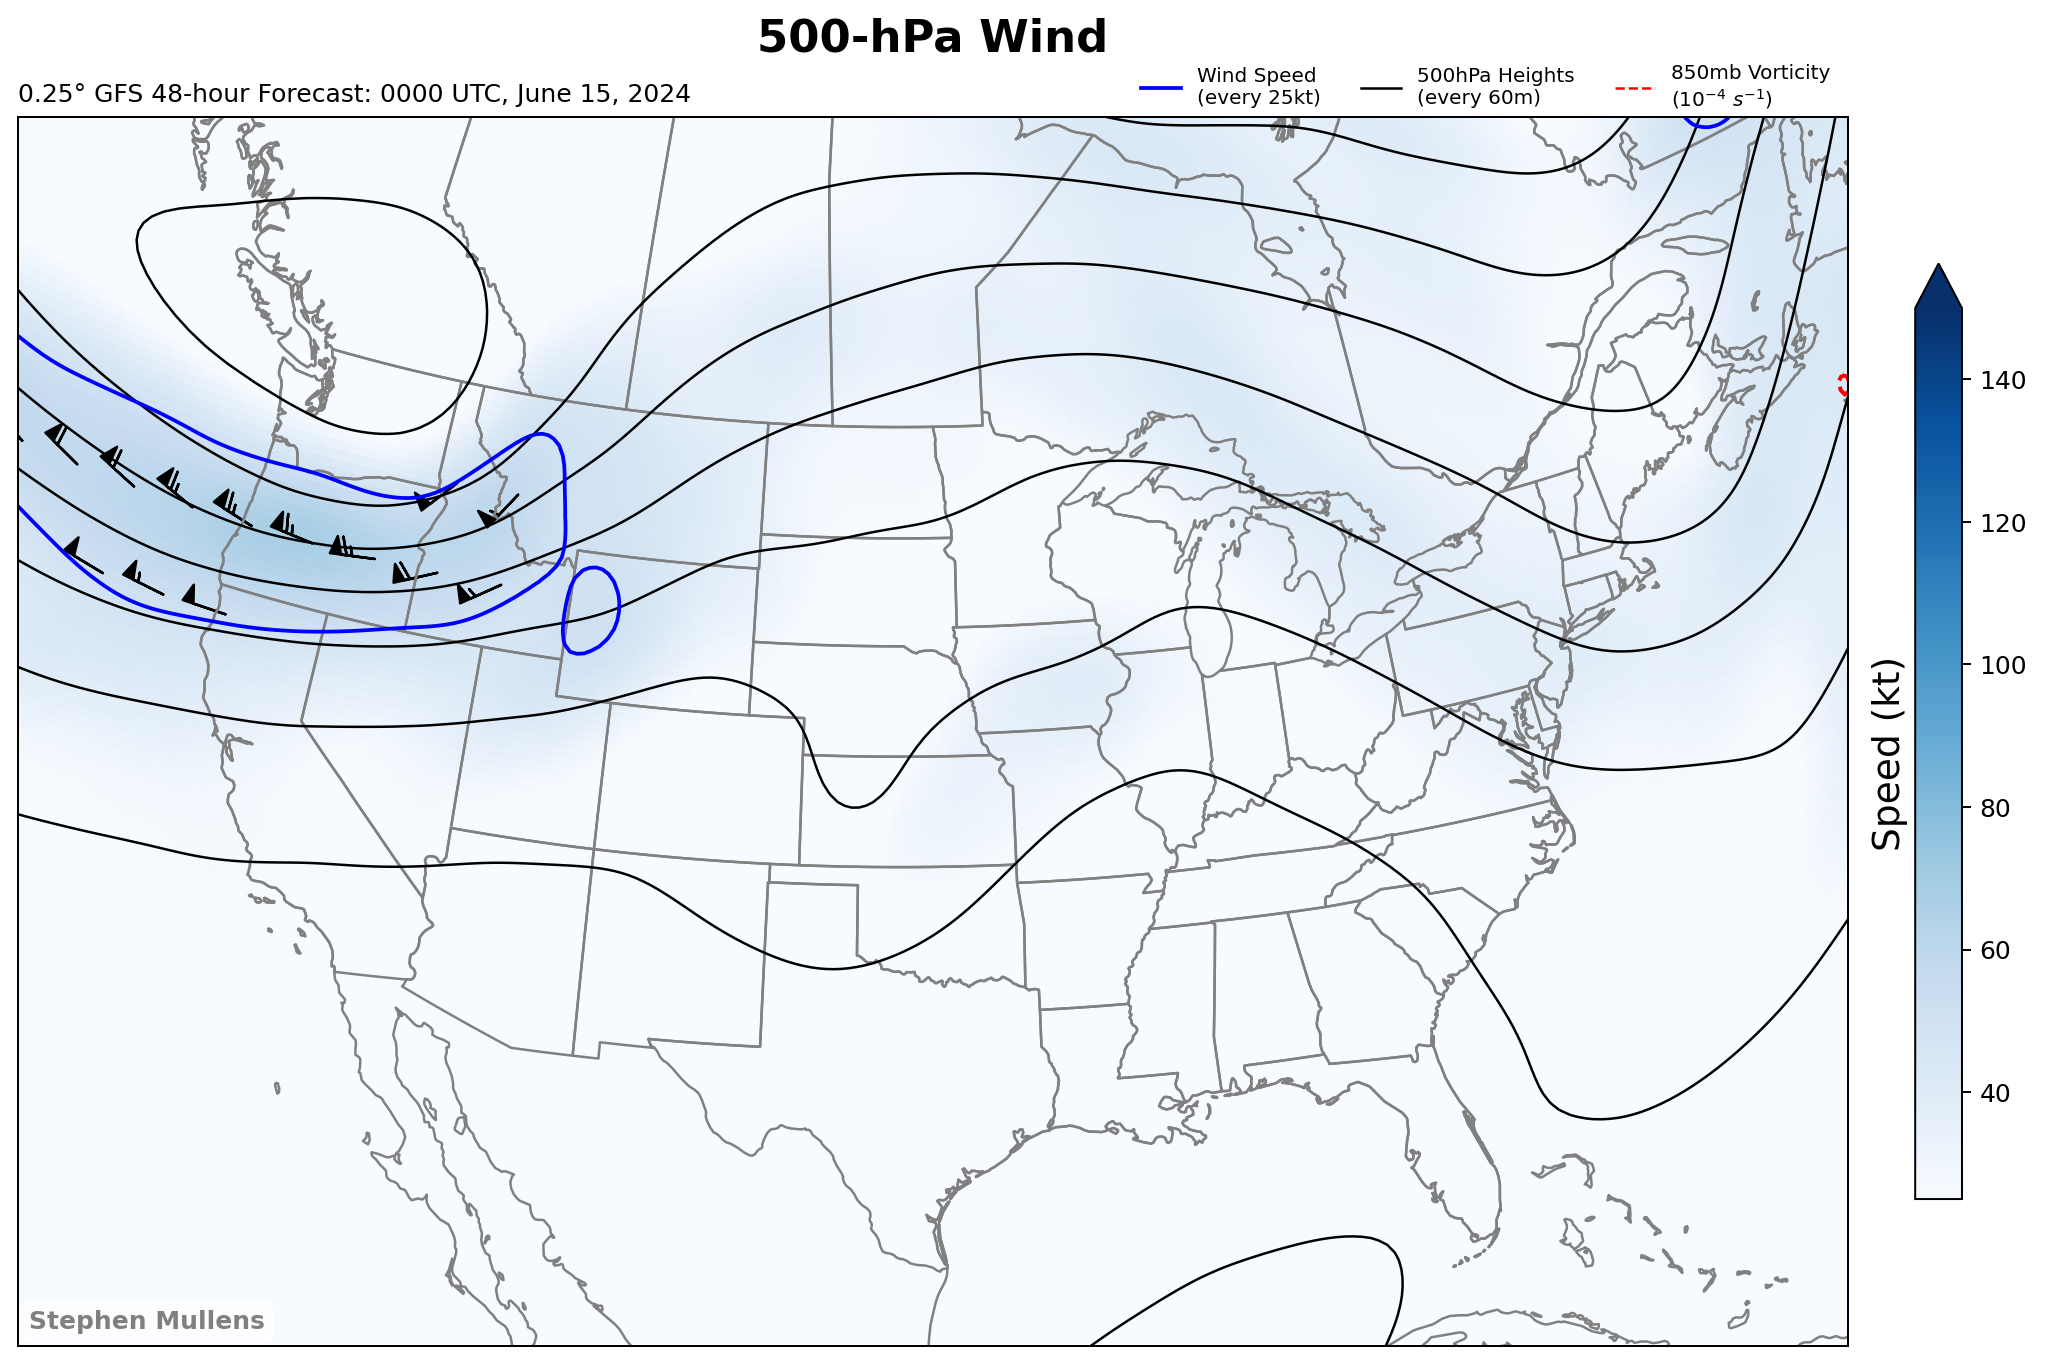 500-hPa Wind
0.25° GFS 48-hour Forecast: 0000 UTC, June 15, 2024
Wind Speed
(every 25kt)
500hPa Heights
(every 60m)
850mb Vorticity
(10⁻⁴ s⁻¹)
140
120
100
80
60
40
Speed (kt)
Stephen Mullens